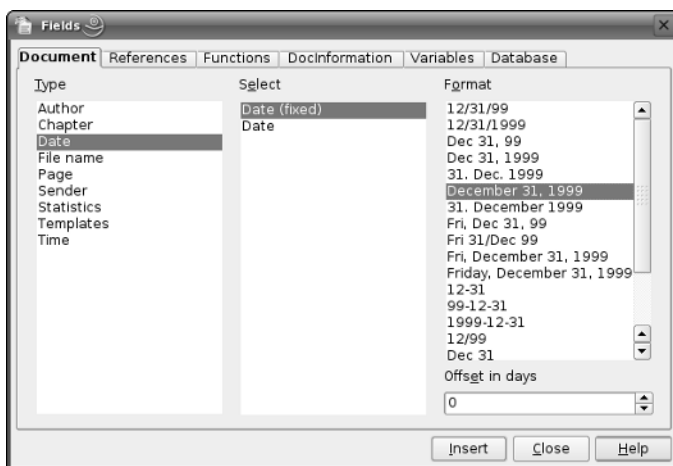 Fields
Document References Functions DocInformation Variables Database
Type
Author
Chapter
Date
File name
Page
Sender
Statistics
Templates
Time
Select
Date (fixed)
Date
Format
12/31/99
12/31/1999
Dec 31, 99
Dec 31, 1999
31. Dec. 1999
December 31, 1999
31. December 1999
Fri, Dec 31, 99
Fri 31/Dec 99
Fri, December 31, 1999
Friday, December 31, 1999
12-31
99-12-31
1999-12-31
12/99
Dec 31
Offset in days
0
Insert Close Help